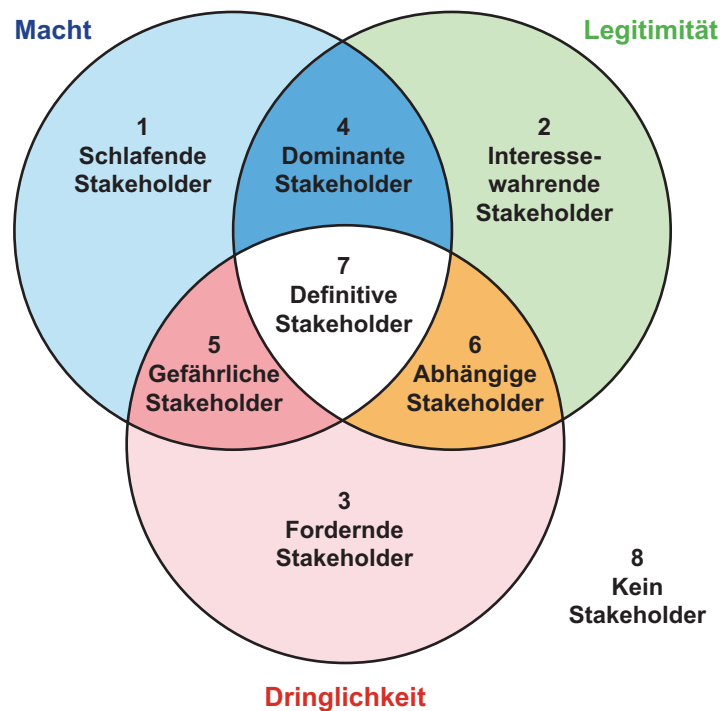 Macht
Legitimität
1
Schlafende
Stakeholder
4
Dominante
Stakeholder
2
Interesse-
wahrende
Stakeholder
7
Definitive
Stakeholder
5
Gefährliche
Stakeholder
6
Abhängige
Stakeholder
3
Fordernde
Stakeholder
8
Kein
Stakeholder
Dringlichkeit